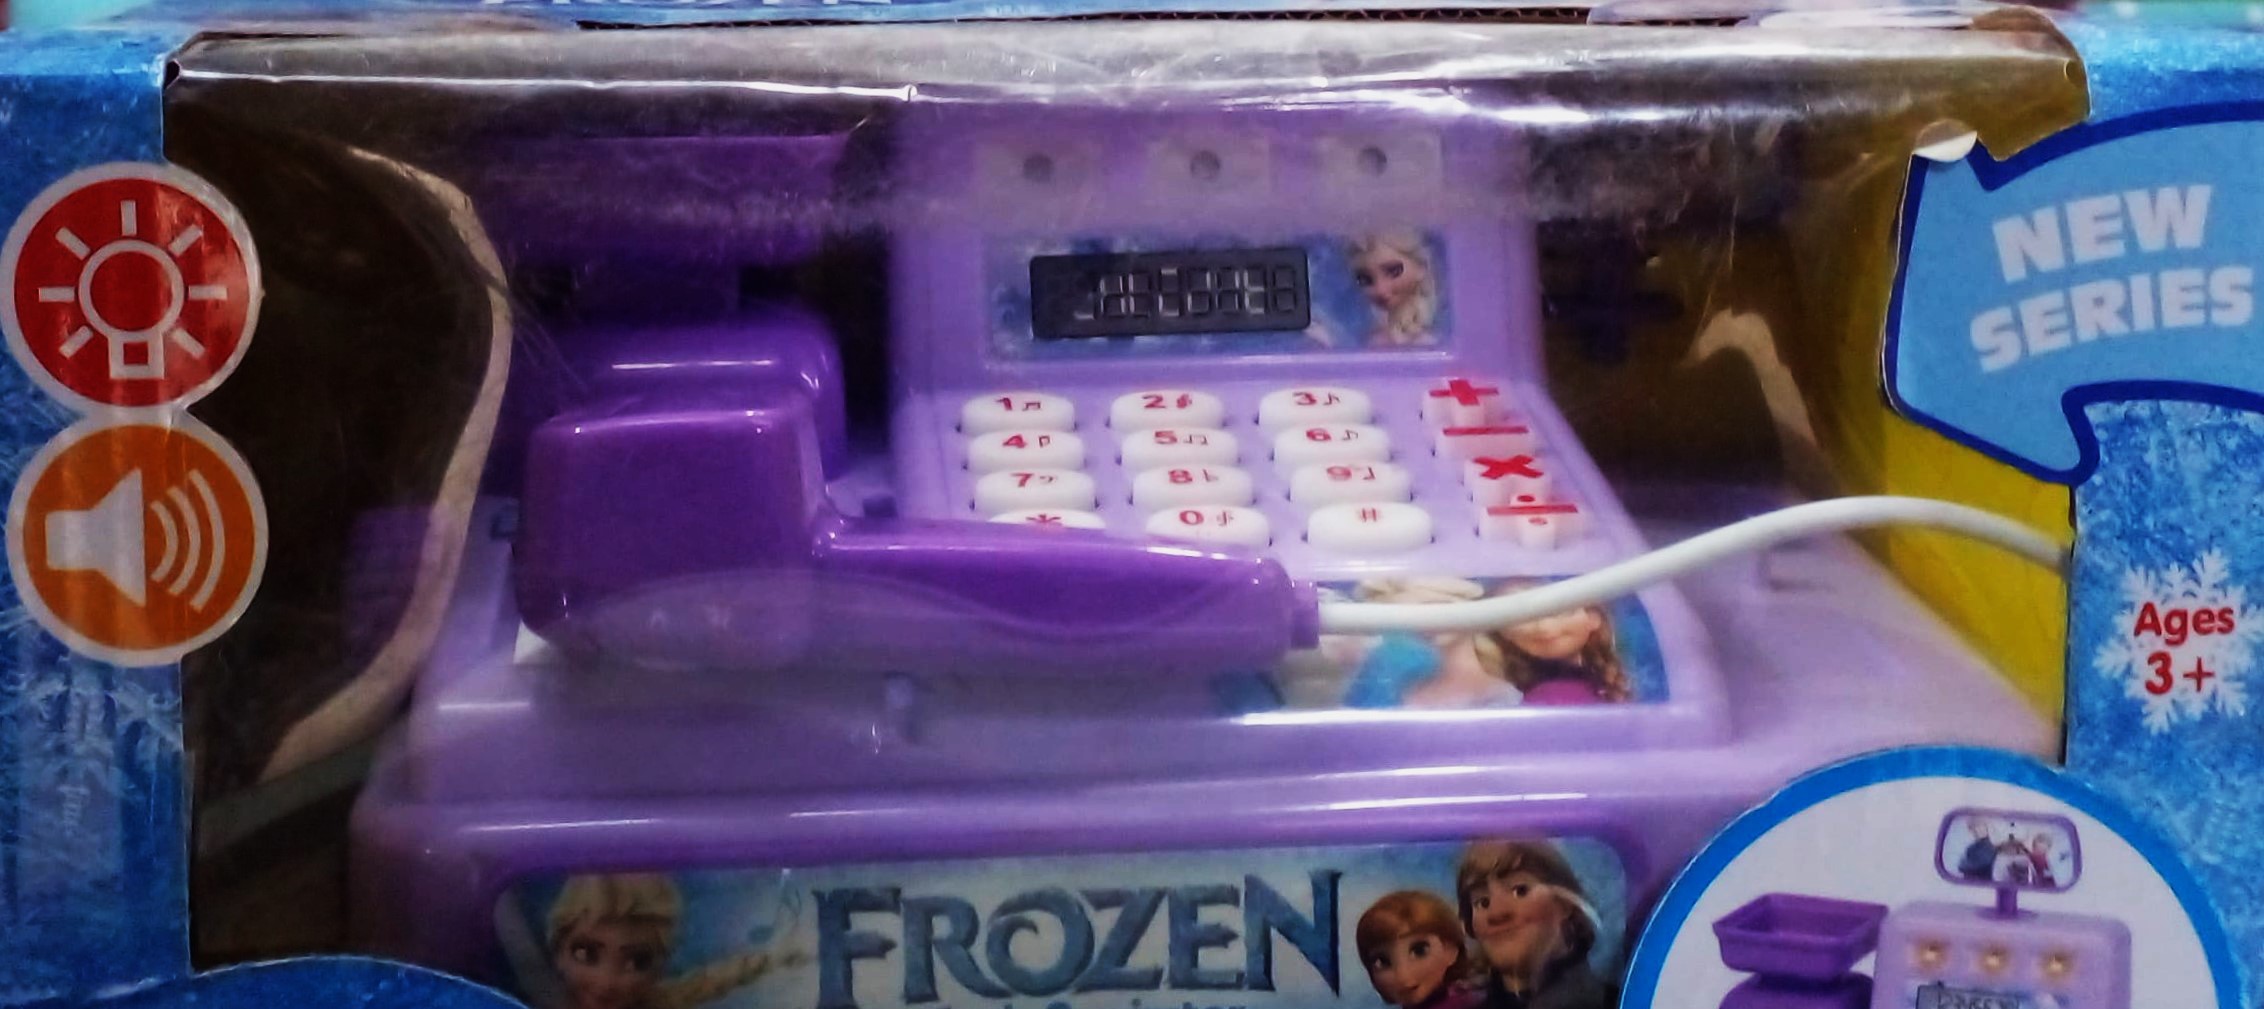 NEW
SERIES
1 2 3 +
4 5 6 −
7 8 9 ×
* 0 # ÷
Ages
3+
FROZEN